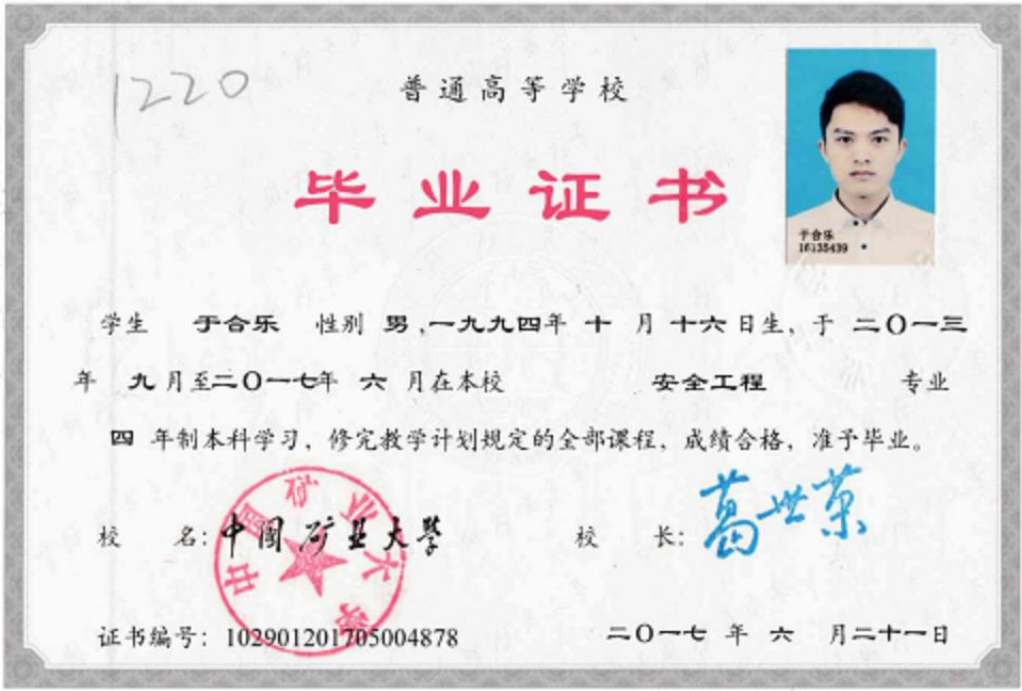 1220
普通高等学校
毕业证书
于合乐
16135439
学生 于合乐 性别 男，一九九四年 十 月 十六 日生，于 二〇一三
年 九 月至二〇一七年 六 月在本校 安全工程 专业
四 年制本科学习，修完教学计划规定的全部课程，成绩合格，准予毕业。
校 名：中国矿业大学 校 长：葛世荣
中国矿业大学
证书编号：102901201705004878 二〇一七 年 六 月二十一日